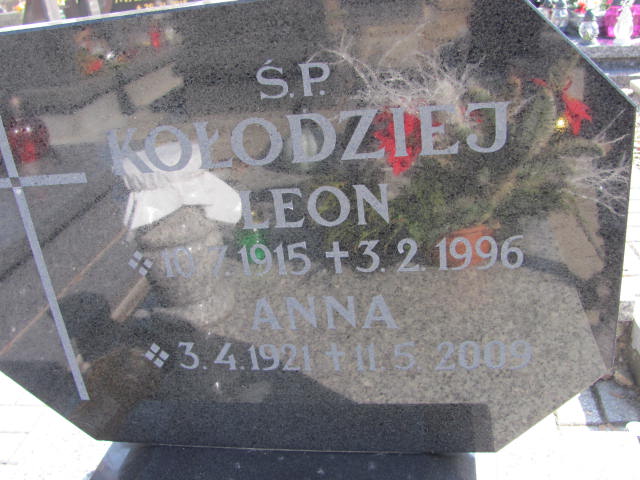 Ś.P.
KOŁODZIEJ
LEON
10.7.1915 + 3.2.1996
ANNA
3.4.1921 + 11.5.2009